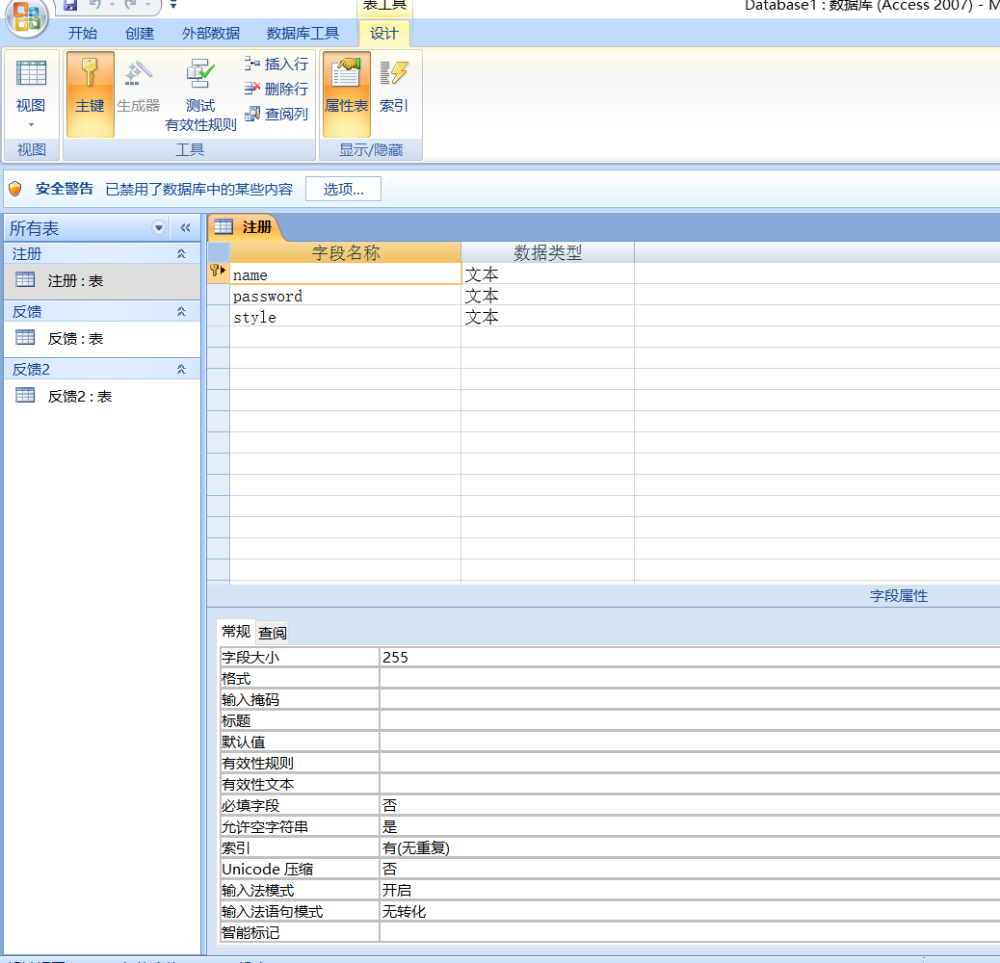 表工具
Database1 : 数据库 (Access 2007) - M
开始 创建 外部数据 数据库工具 设计
视图
主键
生成器
测试
有效性规则
插入行
删除行
查阅列
属性表
索引
视图 工具 显示/隐藏
安全警告 已禁用了数据库中的某些内容 选项...
所有表
注册
注册 : 表
反馈
反馈 : 表
反馈2
反馈2 : 表
注册
字段名称 数据类型
name 文本
password 文本
style 文本
字段属性
常规 查阅
字段大小 255
格式
输入掩码
标题
默认值
有效性规则
有效性文本
必填字段 否
允许空字符串 是
索引 有(无重复)
Unicode 压缩 否
输入法模式 开启
输入法语句模式 无转化
智能标记